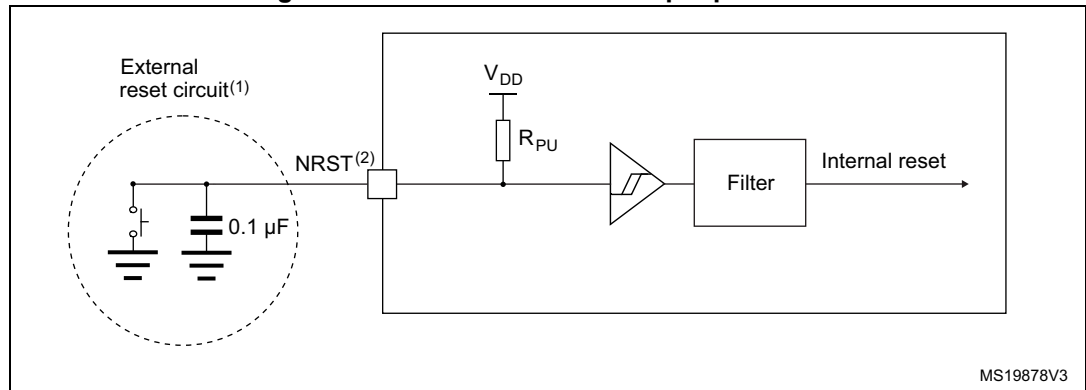 External
reset circuit(1)
VDD
RPU
NRST(2)
Filter
Internal reset
0.1 µF
MS19878V3